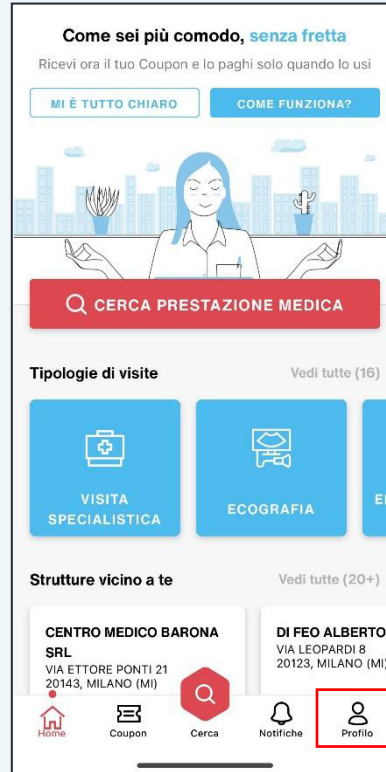 Come sei più comodo, senza fretta
Ricevi ora il tuo Coupon e lo paghi solo quando lo usi
MI È TUTTO CHIARO
COME FUNZIONA?
CERCA PRESTAZIONE MEDICA
Tipologie di visite
Vedi tutte (16)
VISITA
SPECIALISTICA
ECOGRAFIA
Strutture vicino a te
Vedi tutte (20+)
CENTRO MEDICO BARONA
SRL
VIA ETTORE PONTI 21
20143, MILANO (MI)
DI FEO ALBERTO
VIA LEOPARDI 8
20123, MILANO (MI)
Home
Coupon
Cerca
Notifiche
Profilo